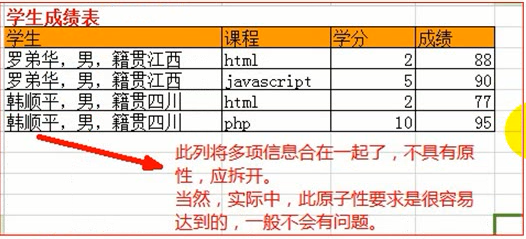 学生成绩表
学生 课程 学分 成绩
罗弟华，男，籍贯江西 html 2 88
罗弟华，男，籍贯江西 javascript 5 90
韩顺平，男，籍贯四川 html 2 77
韩顺平，男，籍贯四川 php 10 95
此列将多项信息合在一起了，不具有原
性，应拆开。
当然，实际中，此原子性要求是很容易
达到的，一般不会有问题。